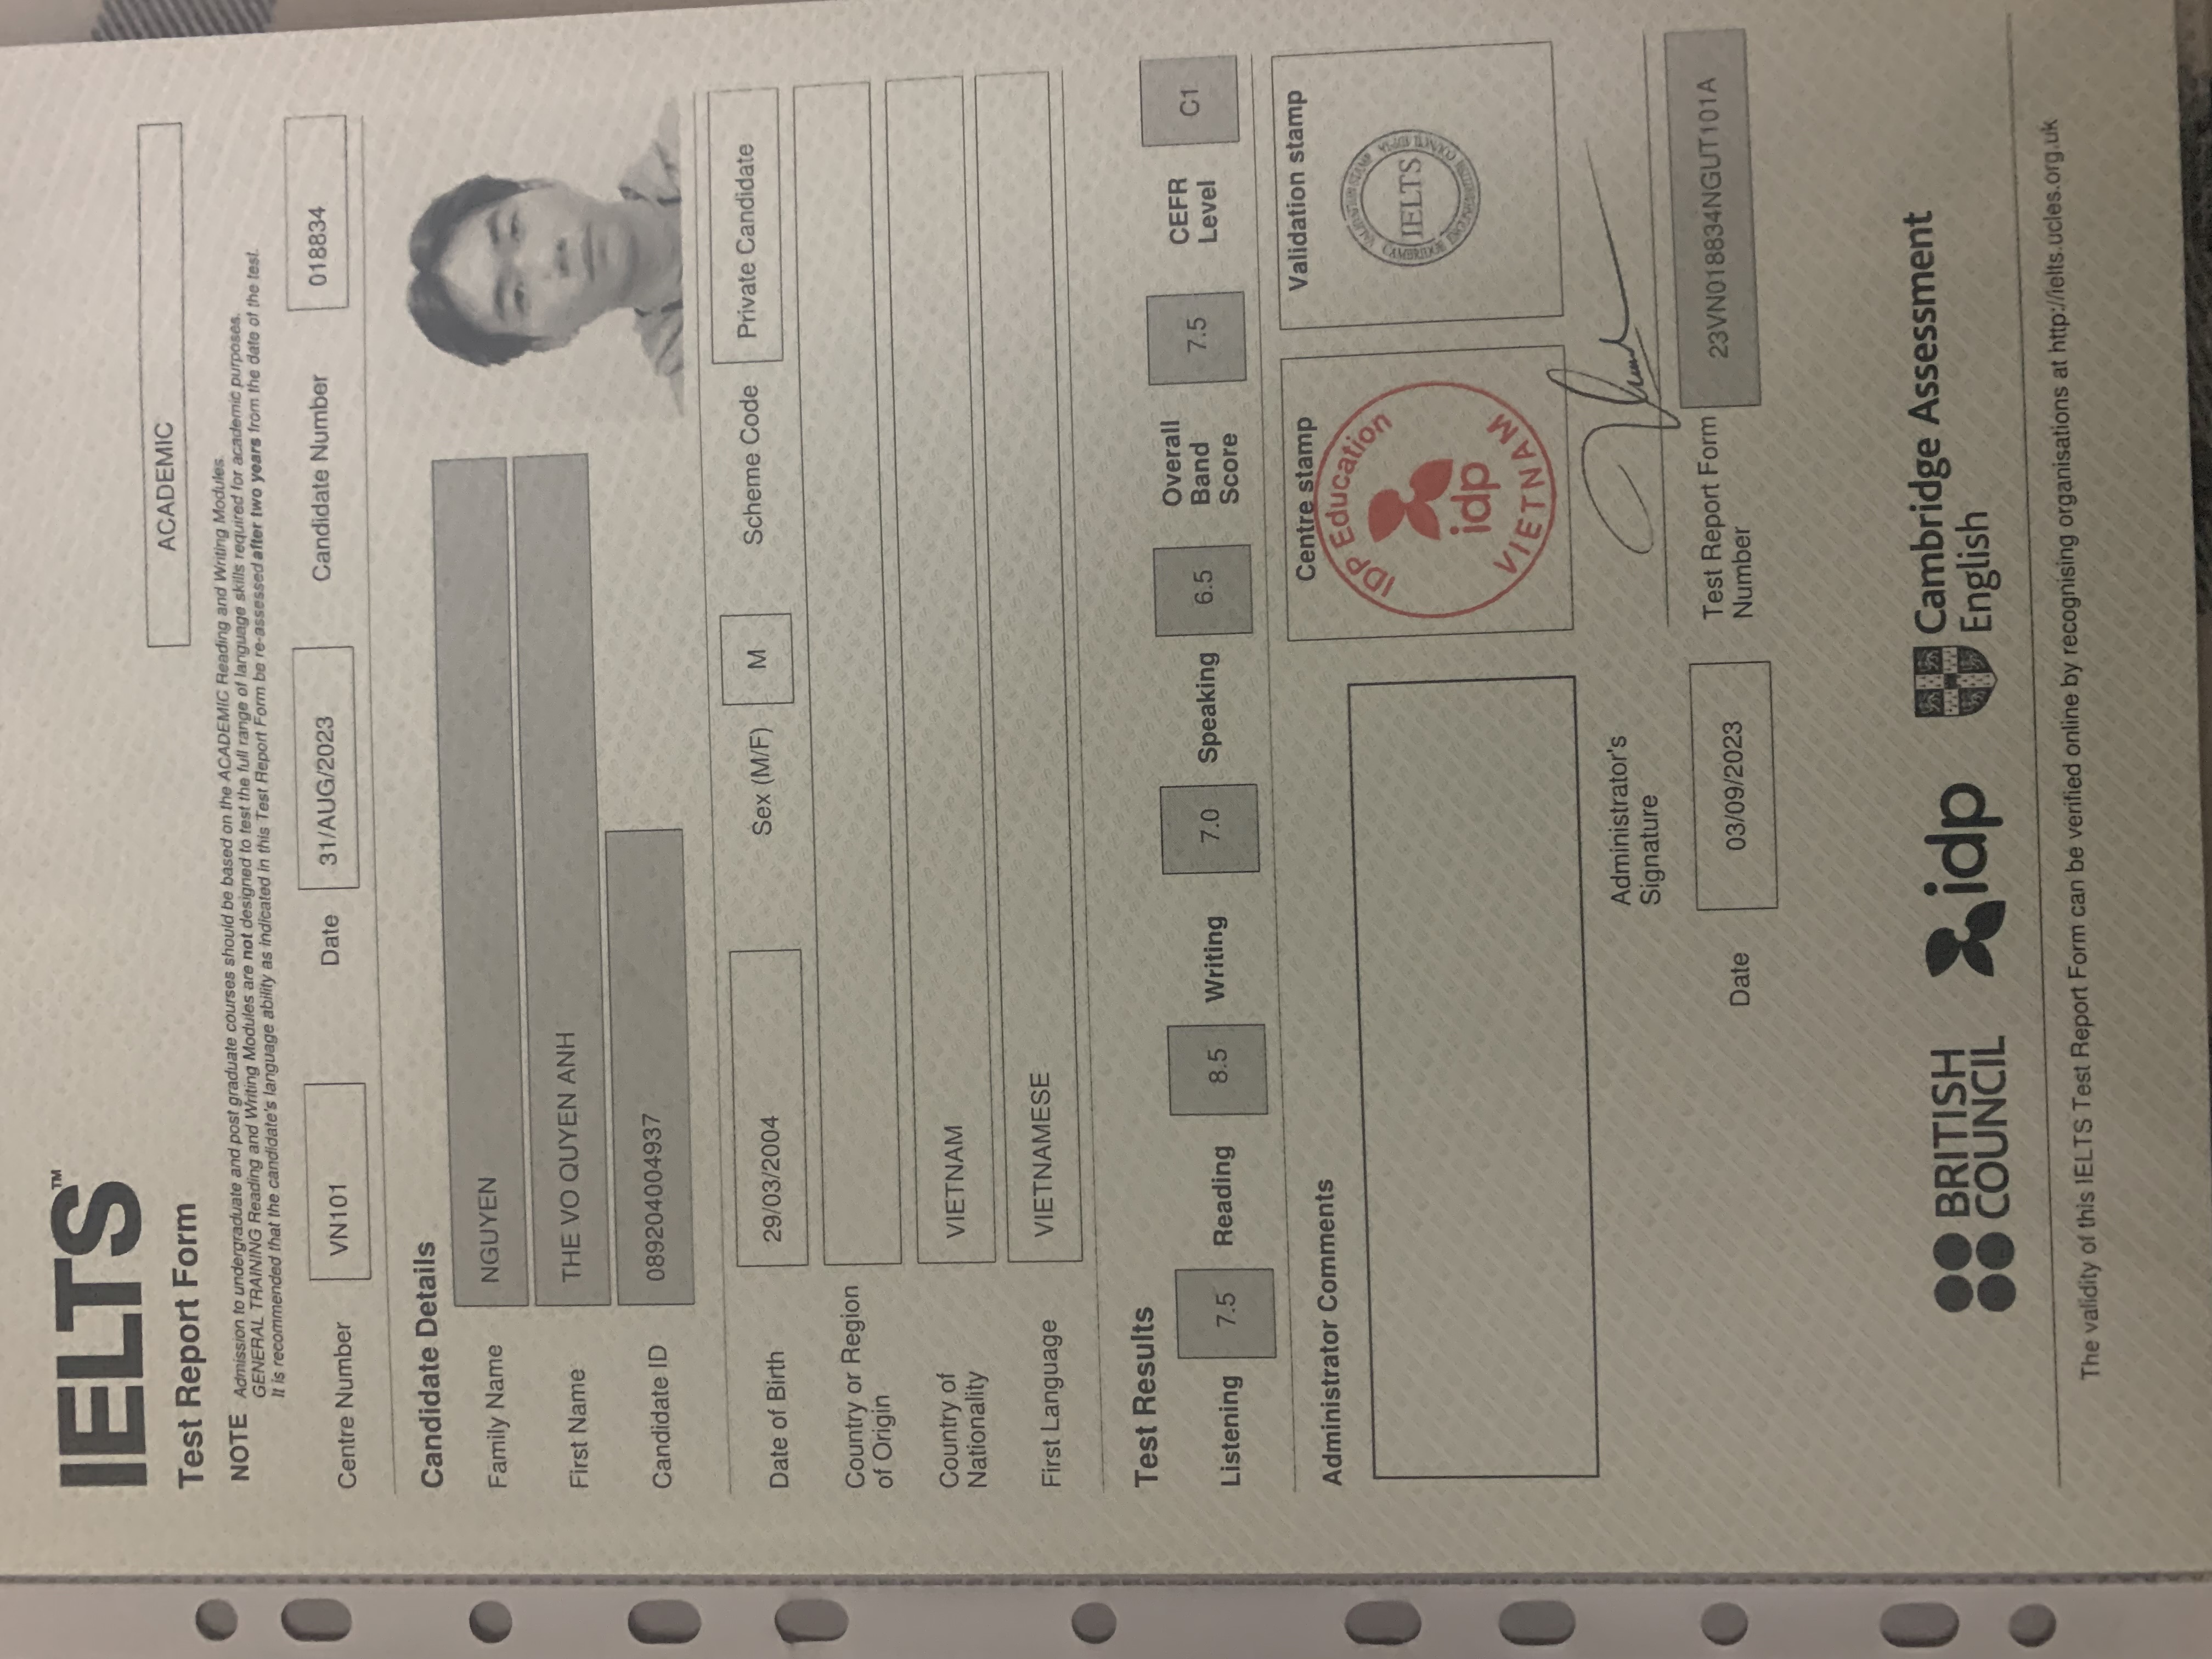 IELTS™
Test Report Form
ACADEMIC
NOTE Admission to undergraduate and post graduate courses should be based on the ACADEMIC Reading and Writing Modules.
GENERAL TRAINING Reading and Writing Modules are not designed to test the full range of language skills required for academic purposes.
It is recommended that the candidate's language ability as indicated in this Test Report Form be re-assessed after two years from the date of the test.
Centre Number VN101 Date 31/AUG/2023 Candidate Number 018834
Candidate Details
Family Name NGUYEN
First Name THE VO QUYEN ANH
Candidate ID 089204004937
Date of Birth 29/03/2004 Sex (M/F) M Scheme Code Private Candidate
Country or Region
of Origin
Country of
Nationality VIETNAM
First Language VIETNAMESE
Test Results
Listening 7.5 Reading 8.5 Writing 7.0 Speaking 6.5 Overall Band Score 7.5 CEFR Level C1
Administrator Comments
Centre stamp
IDP Education
idp
VIETNAM
Validation stamp
VALIDATION STAMP
IELTS
Administrator's
Signature
Date 03/09/2023
Test Report Form
Number 23VN018834NGUT101A
BRITISH
COUNCIL
idp
Cambridge Assessment
English
The validity of this IELTS Test Report Form can be verified online by recognising organisations at http://ielts.ucles.org.uk